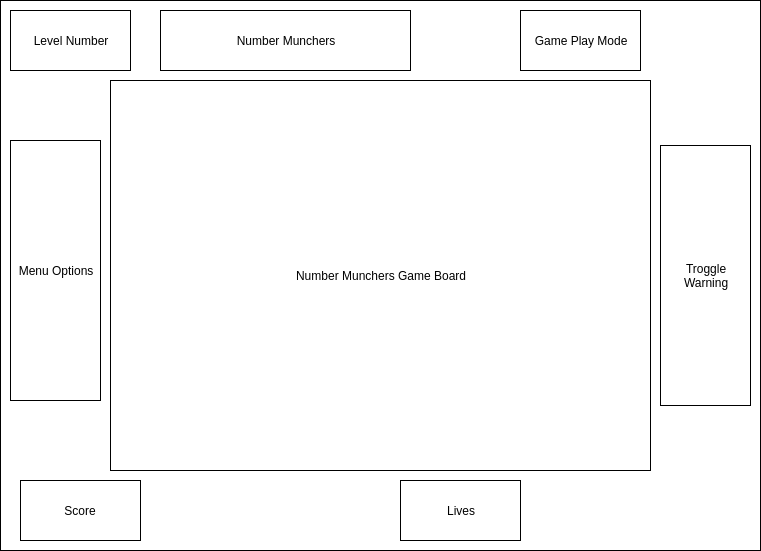 Level Number
Number Munchers
Game Play Mode
Menu Options
Number Munchers Game Board
Troggle
Warning
Score
Lives